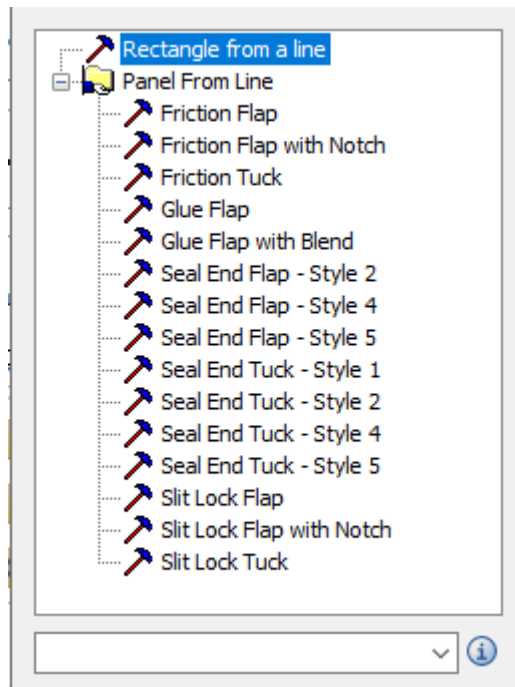 Rectangle from a line
Panel From Line
Friction Flap
Friction Flap with Notch
Friction Tuck
Glue Flap
Glue Flap with Blend
Seal End Flap - Style 2
Seal End Flap - Style 4
Seal End Flap - Style 5
Seal End Tuck - Style 1
Seal End Tuck - Style 2
Seal End Tuck - Style 4
Seal End Tuck - Style 5
Slit Lock Flap
Slit Lock Flap with Notch
Slit Lock Tuck